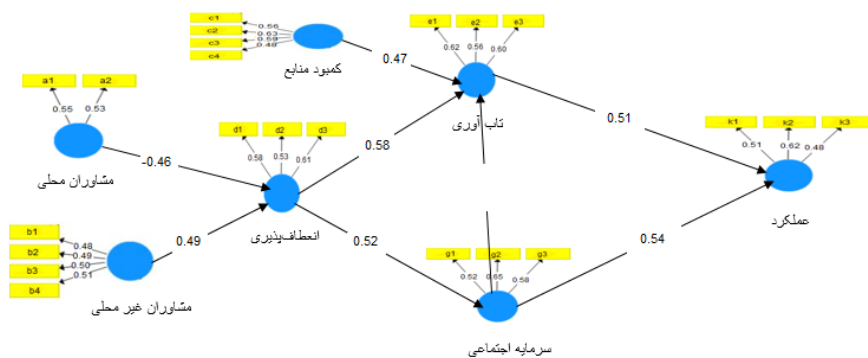 c1
c2
c3
c4
0.56
0.63
0.59
0.48
کمبود منابع
0.47
e1
e2
e3
0.62
0.56
0.60
تاب آوری
a1
a2
0.55
0.53
مشاوران محلی
-0.46
d1
d2
d3
0.58
0.53
0.61
انعطاف‌پذیری
0.58
0.51
k1
k2
k3
0.51
0.62
0.48
عملکرد
b1
b2
b3
b4
0.48
0.49
0.50
0.51
مشاوران غیر محلی
0.49
0.52
g1
g2
g3
0.52
0.65
0.58
سرمایه اجتماعی
0.54